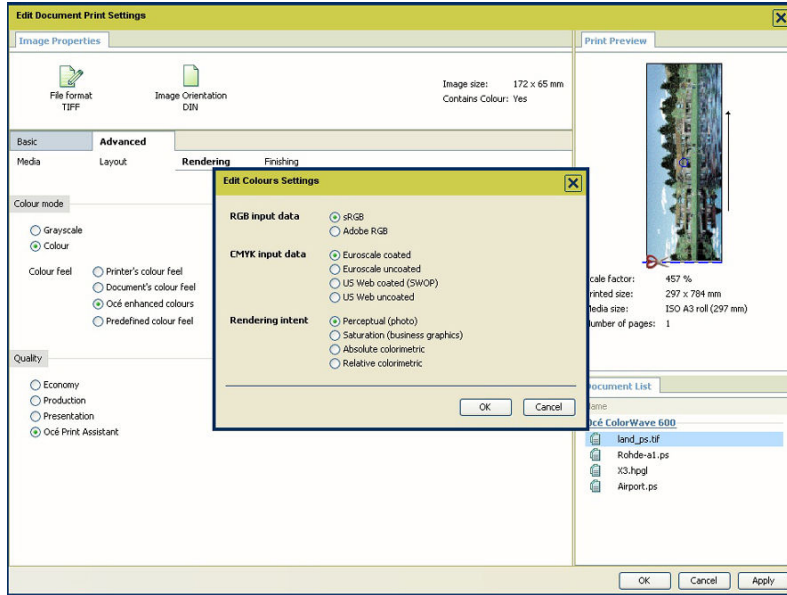 Edit Document Print Settings
Image Properties
File format
TIFF
Image Orientation
DIN
Image size: 172 x 65 mm
Contains Colour: Yes
Basic
Advanced
Media
Layout
Rendering
Finishing
Colour mode
Grayscale
Colour
Colour feel
Printer's colour feel
Document's colour feel
Océ enhanced colours
Predefined colour feel
Quality
Economy
Production
Presentation
Océ Print Assistant
Edit Colours Settings
RGB input data
sRGB
Adobe RGB
CMYK input data
Euroscale coated
Euroscale uncoated
US Web coated (SWOP)
US Web uncoated
Rendering intent
Perceptual (photo)
Saturation (business graphics)
Absolute colorimetric
Relative colorimetric
OK
Cancel
Print Preview
cale factor: 457 %
rinted size: 297 x 784 mm
Media size: ISO A3 roll (297 mm)
umber of pages: 1
ocument List
ame
Océ ColorWave 600
land_ps.tif
Rohde-a1.ps
X3.hpgl
Airport.ps
OK
Cancel
Apply